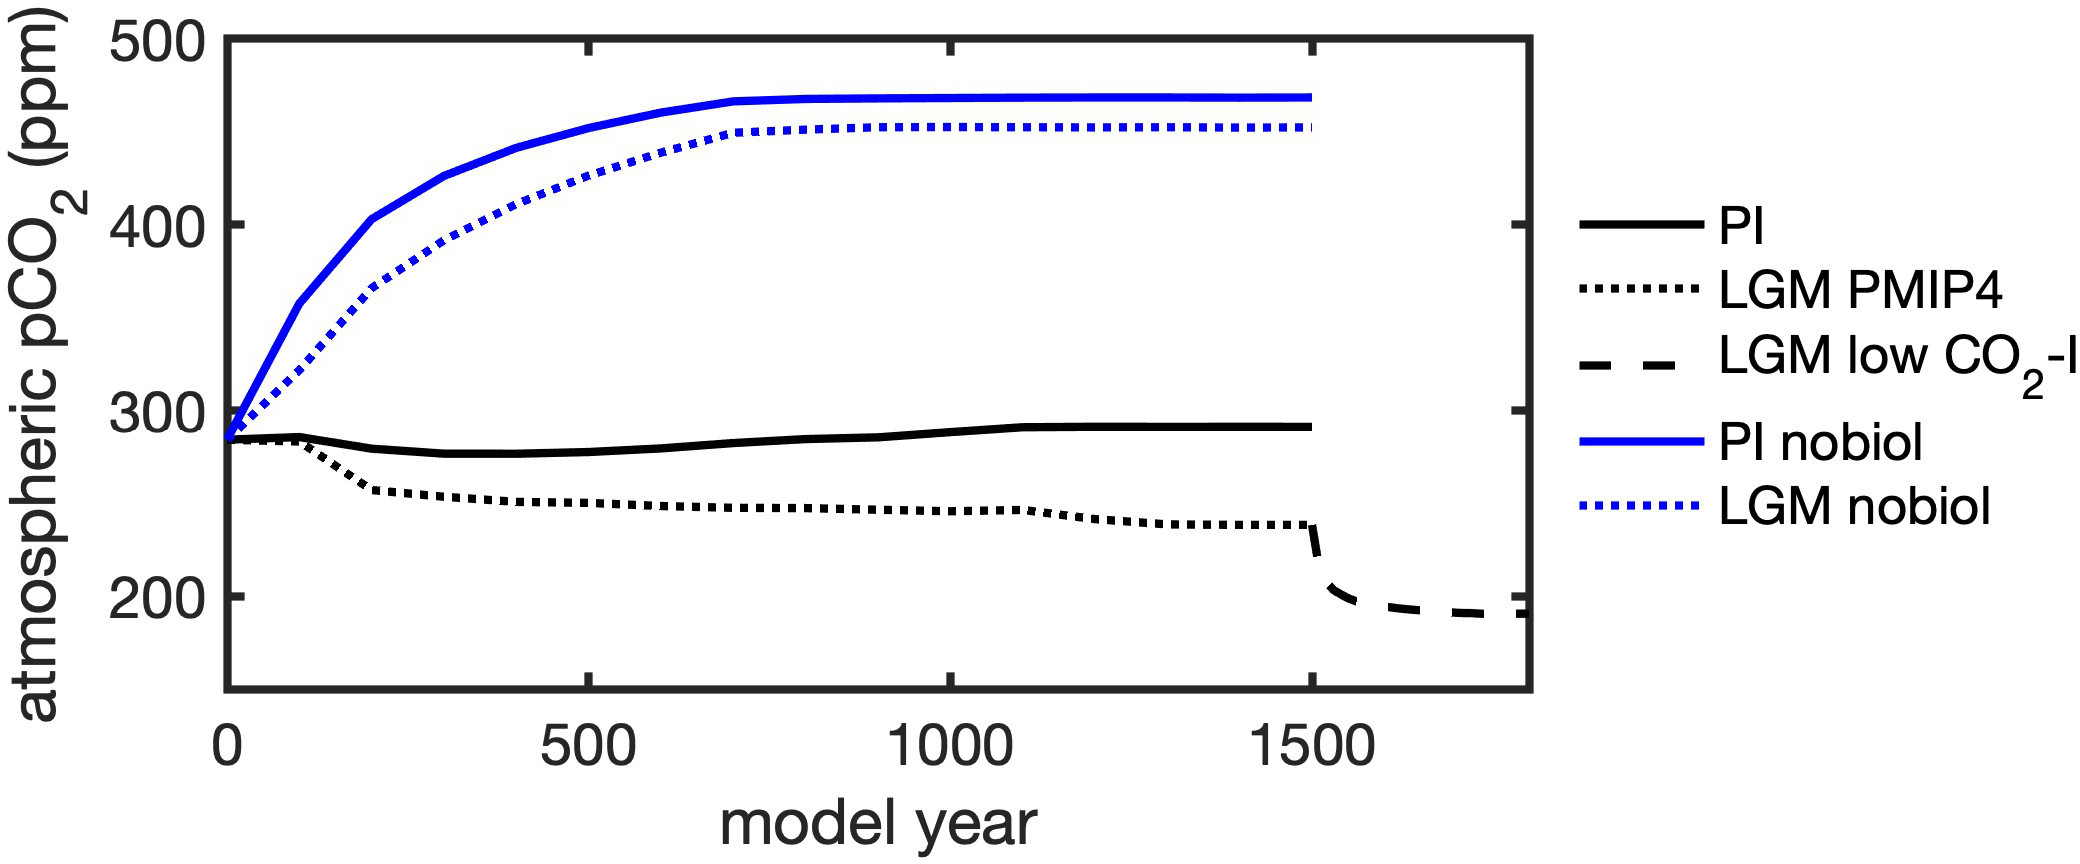 atmospheric pCO2 (ppm)
500
400
300
200
0
500
1000
1500
model year
PI
LGM PMIP4
LGM low CO2-I
PI nobiol
LGM nobiol